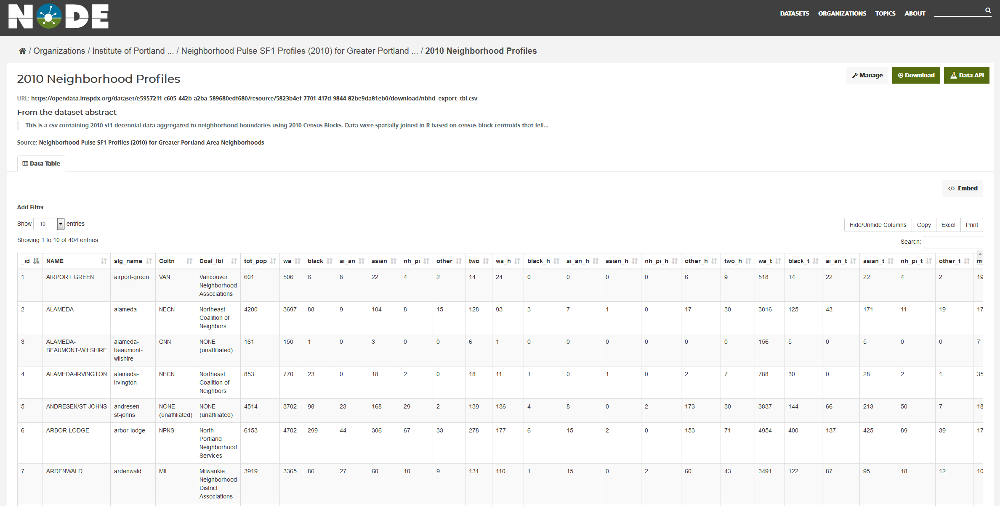 NODE
DATASETS ORGANIZATIONS TOPICS ABOUT
/ Organizations / Institute of Portland ... / Neighborhood Pulse SF1 Profiles (2010) for Greater Portland ... / 2010 Neighborhood Profiles
2010 Neighborhood Profiles
Manage Download Data API
URL: https://opendata.imspdx.org/dataset/e5957211-c605-442b-a2ba-589680edf680/resource/5823b4ef-7701-417d-9844-82be9da81eb0/download/nbhd_export_tbl.csv
From the dataset abstract
This is a csv containing 2010 sf1 decennial data aggregated to neighborhood boundaries using 2010 Census Blocks. Data were spatially joined in R based on census block centroids that fell...
Source: Neighborhood Pulse SF1 Profiles (2010) for Greater Portland Area Neighborhoods
Data Table
</> Embed
Add Filter
Show 10 entries
Hide/Unhide Columns Copy Excel Print
Showing 1 to 10 of 404 entries
Search:
_id NAME slg_name Coltn Coal_lbl tot_pop wa black ai_an asian nh_pi other two wa_h black_h ai_an_h asian_h nh_pi_h other_h two_h wa_t black_t ai_an_t asian_t nh_pi_t other_t m_
1 AIRPORT GREEN airport-green VAN Vancouver 601 506 6 8 22 4 2 14 24 0 0 0 0 6 9 518 14 22 22 4 2 19
Neighborhood
Associations
2 ALAMEDA alameda NECN Northeast 4200 3697 88 9 104 8 15 128 93 3 7 1 0 17 30 3816 125 43 171 11 19 17
Coalition of
Neighbors
3 ALAMEDA- alameda- CNN NONE 161 150 1 0 3 0 0 6 1 0 0 0 0 0 0 156 5 0 5 0 0 7
BEAUMONT-WILSHIRE beaumont- (unaffiliated)
wilshire
4 ALAMEDA-IRVINGTON alameda- NECN Northeast 853 770 23 0 18 2 0 18 11 1 0 1 0 2 7 788 30 0 28 2 1 35
irvington Coalition of
Neighbors
5 ANDRESEN/ST JOHNS andresen- NONE NONE 4514 3702 98 23 168 29 2 139 136 4 8 0 2 173 30 3837 144 66 213 50 7 18
st-johns (unaffiliated) (unaffiliated)
6 ARBOR LODGE arbor-lodge NPNS North 6153 4702 299 44 306 67 33 278 177 6 15 2 0 153 71 4954 400 137 425 89 39 17
Portland
Neighborhood
Services
7 ARDENWALD ardenwald MIL Milwaukie 3919 3365 86 27 60 10 9 131 110 1 15 0 2 60 43 3491 122 87 95 18 12 10
Neighborhood
District
Associations